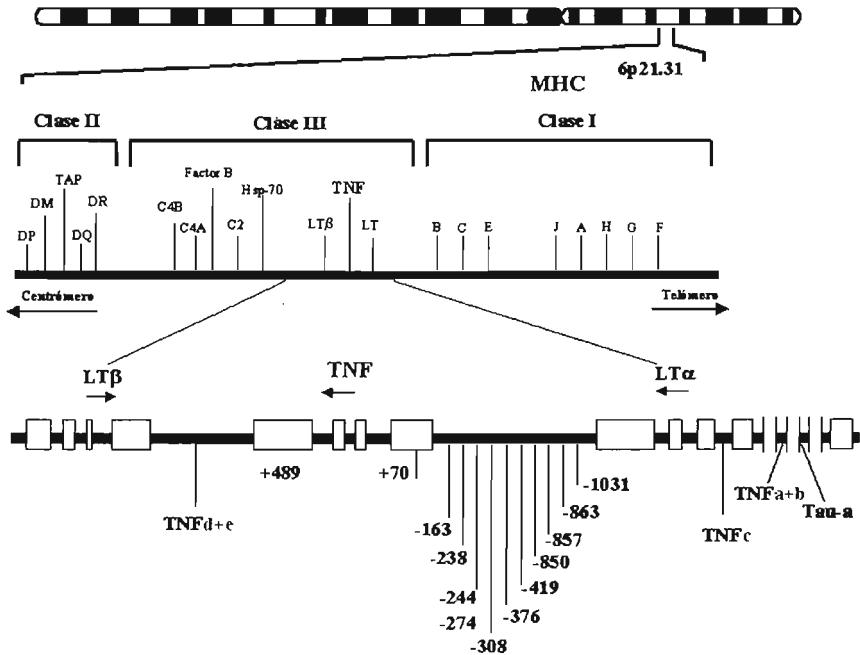 6p21.31
MHC
Clase II
Clase III
Clase I
DP
DM
TAP
DQ
DR
C4B
C4A
Factor B
C2
Hsp-70
LTβ
TNF
LT
B
C
E
J
A
H
G
F
Centrómero
Telómero
LTβ
TNF
LTα
+489
+70
-1031
-863
-857
-850
-419
-376
-308
-274
-244
-238
-163
TNFd+e
TNFc
TNFa+b
Tau-a